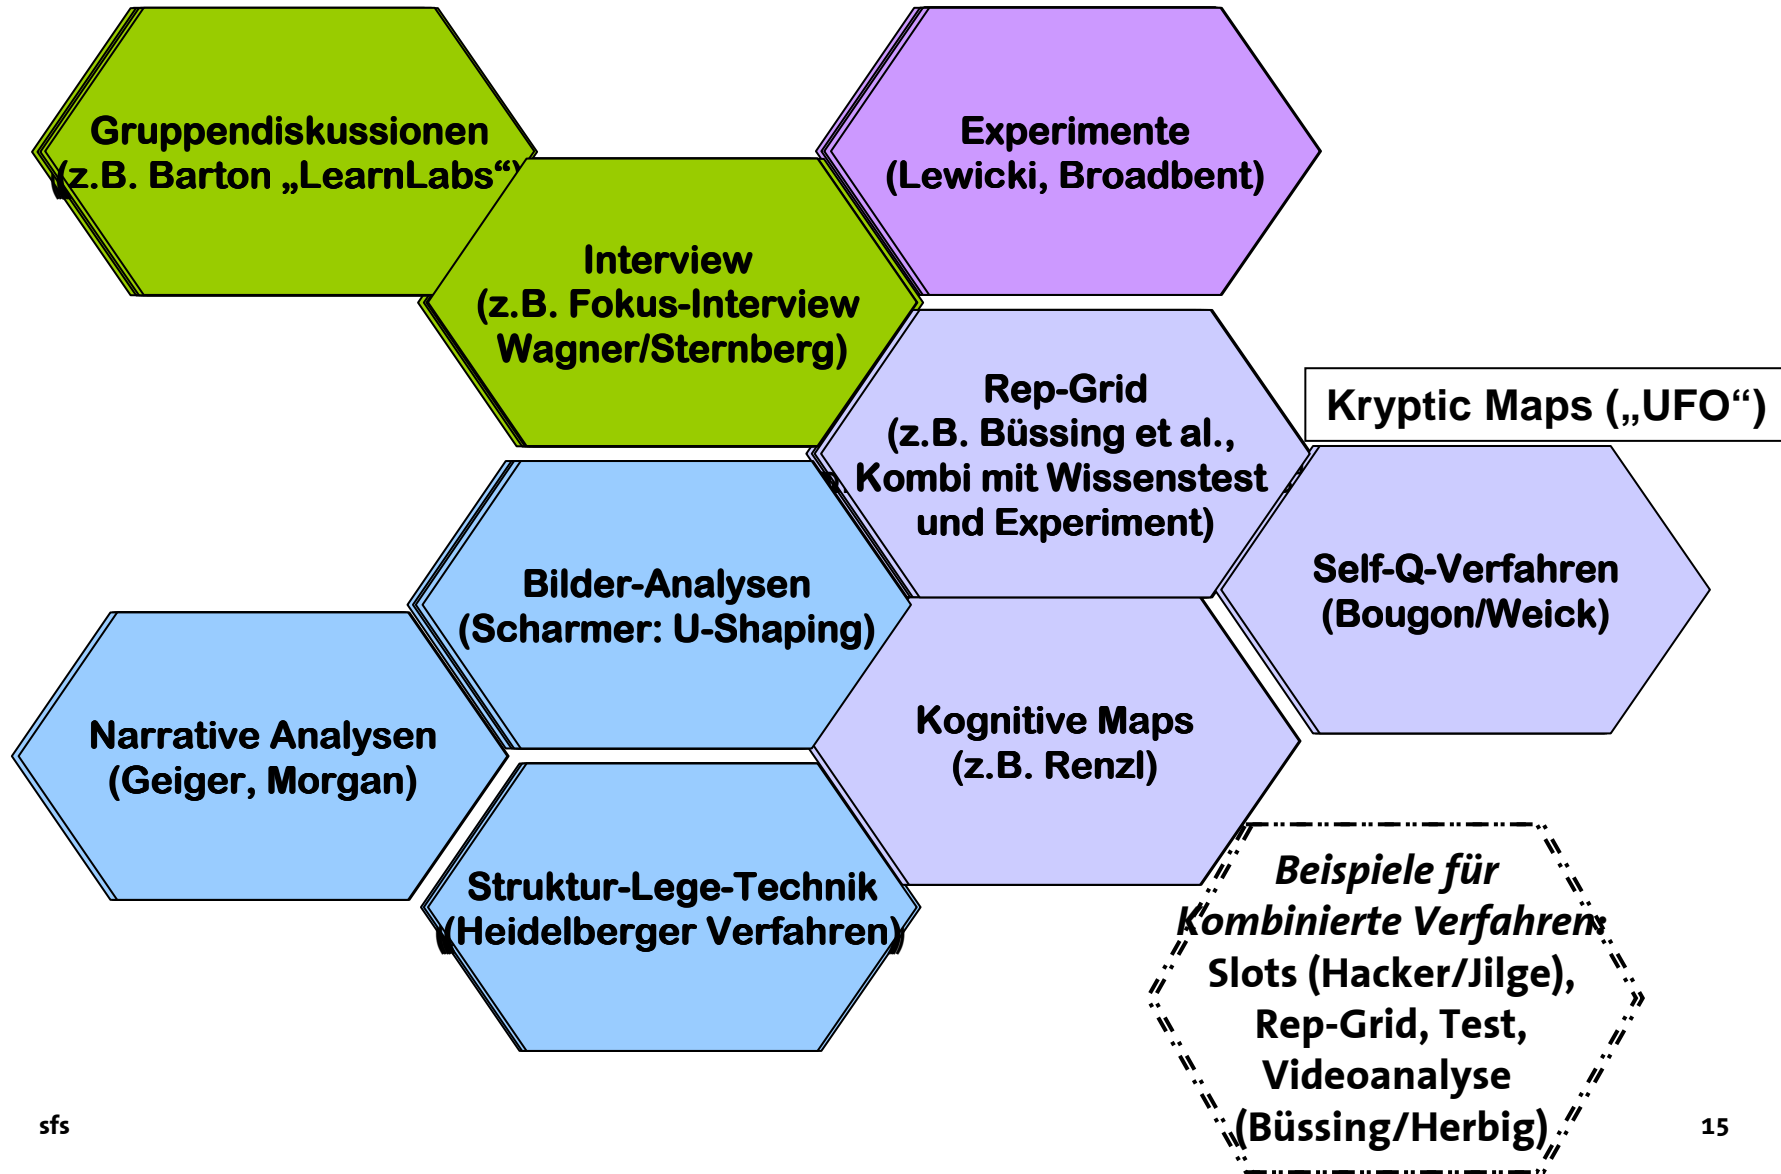 Gruppendiskussionen
(z.B. Barton „LearnLabs“)
Experimente
(Lewicki, Broadbent)
Interview
(z.B. Fokus-Interview
Wagner/Sternberg)
Rep-Grid
(z.B. Büssing et al.,
Kombi mit Wissenstest
und Experiment)
Kryptic Maps („UFO“)
Self-Q-Verfahren
(Bougon/Weick)
Bilder-Analysen
(Scharmer: U-Shaping)
Narrative Analysen
(Geiger, Morgan)
Kognitive Maps
(z.B. Renzl)
Struktur-Lege-Technik
(Heidelberger Verfahren)
Beispiele für
Kombinierte Verfahren:
Slots (Hacker/Jilge),
Rep-Grid, Test,
Videoanalyse
(Büssing/Herbig)
sfs
15